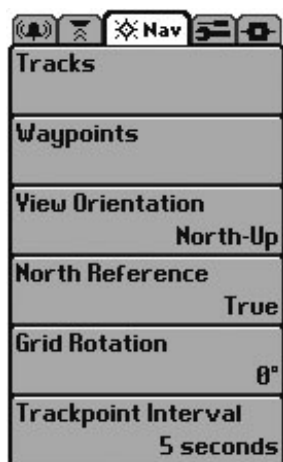 Nav
Tracks
Waypoints
View Orientation
North-Up
North Reference
True
Grid Rotation
0°
Trackpoint Interval
5 seconds